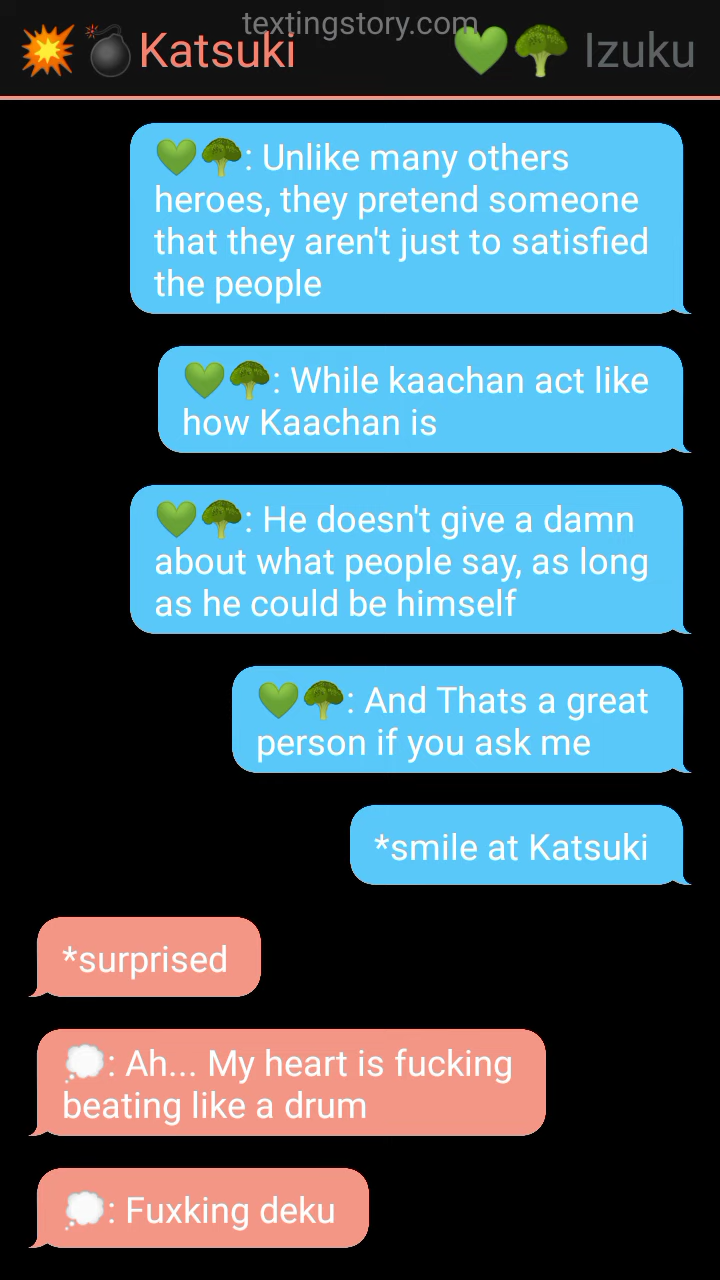 textingstory.com
💥💣Katsuki
💚🥦 Izuku
💚🥦: Unlike many others
heroes, they pretend someone
that they aren't just to satisfied
the people
💚🥦: While kaachan act like
how Kaachan is
💚🥦: He doesn't give a damn
about what people say, as long
as he could be himself
💚🥦: And Thats a great
person if you ask me
*smile at Katsuki
*surprised
💭: Ah... My heart is fucking
beating like a drum
💭: Fuxking deku